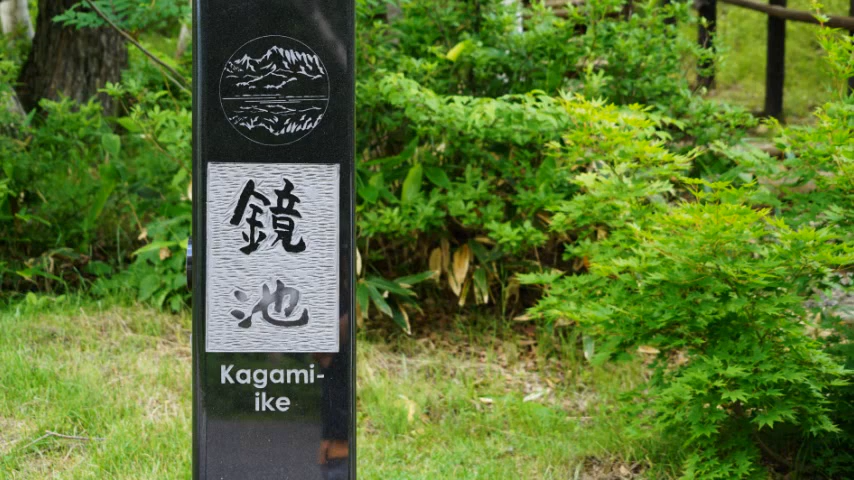 鏡
池
Kagami-
ike